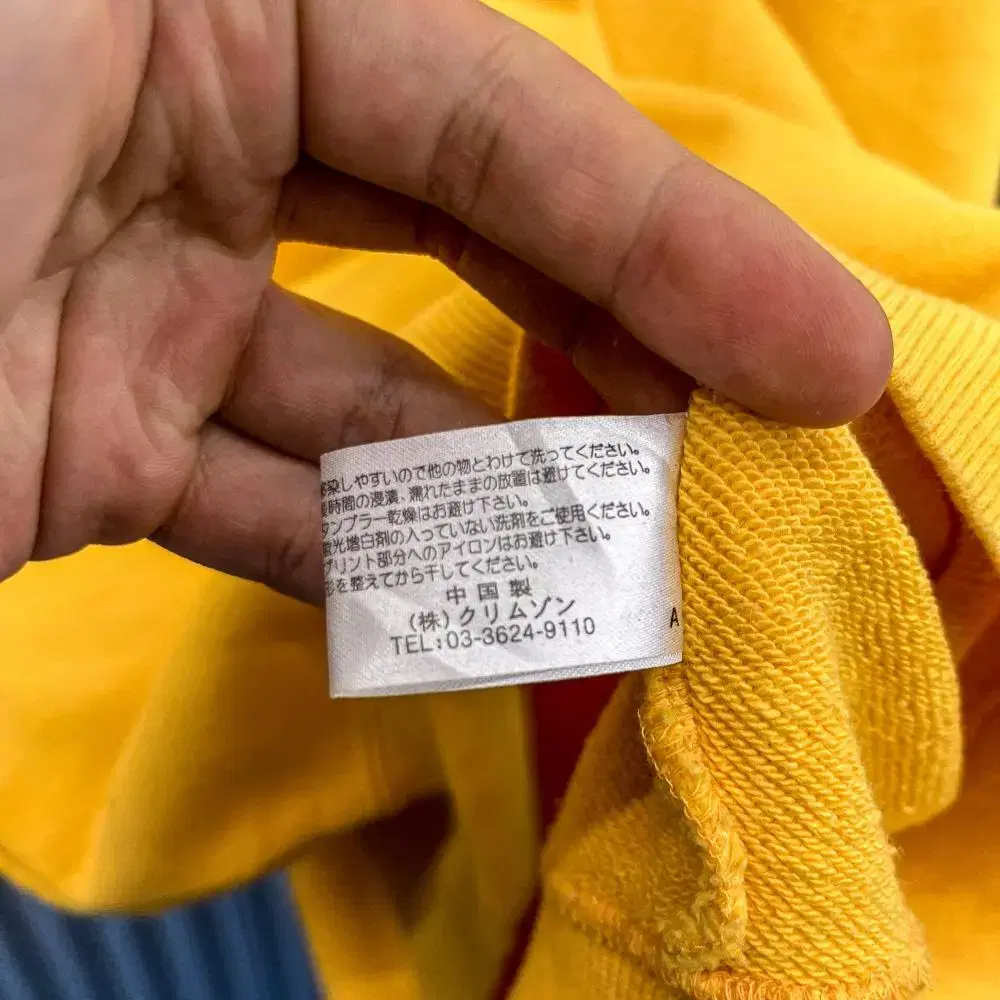 移染しやすいので他の物とわけて洗ってください。
長時間の浸漬、濡れたままの放置は避けてください。
タンブラー乾燥はお避け下さい。
蛍光増白剤の入っていない洗剤をご使用ください。
プリント部分へのアイロンはお避け下さい。
形を整えてから干してください。
中国製
(株)クリムゾン
TEL:03-3624-9110
A